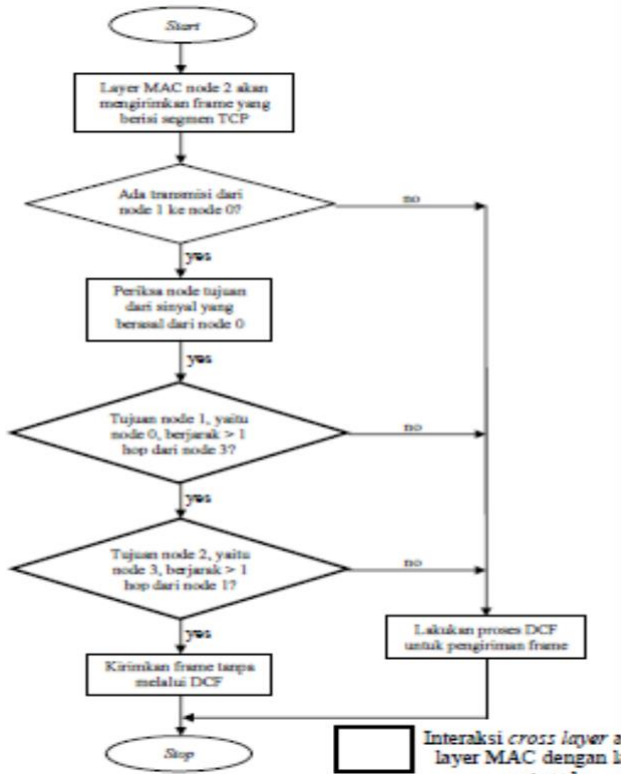 Start
Layer MAC node 2 akan
mengirimkan frame yang
berisi segmen TCP
Ada transmisi dari
node 1 ke node 0?
no
yes
Periksa node tujuan
dari sinyal yang
berasal dari node 0
yes
Tujuan node 1, yaitu
node 0, berjarak > 1
hop dari node 3?
no
yes
Tujuan node 2, yaitu
node 3, berjarak > 1
hop dari node 1?
no
yes
Kirimkan frame tanpa
melalui DCF
Lakukan proses DCF
untuk pengiriman frame
Stop
Interaksi cross layer a
layer MAC dengan l